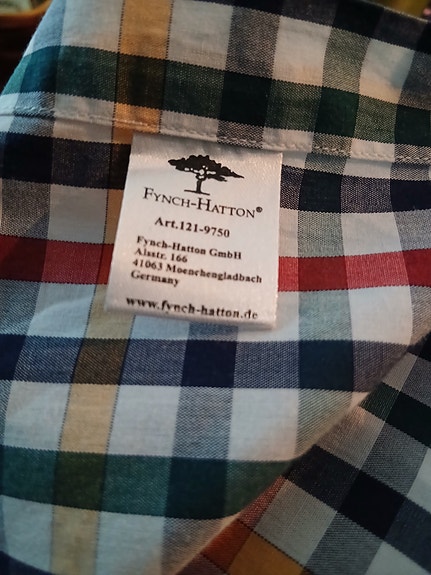 FYNCH-HATTON®
Art.121-9750
Fynch-Hatton GmbH
Alsstr. 166
41063 Moenchengladbach
Germany
www.fynch-hatton.de